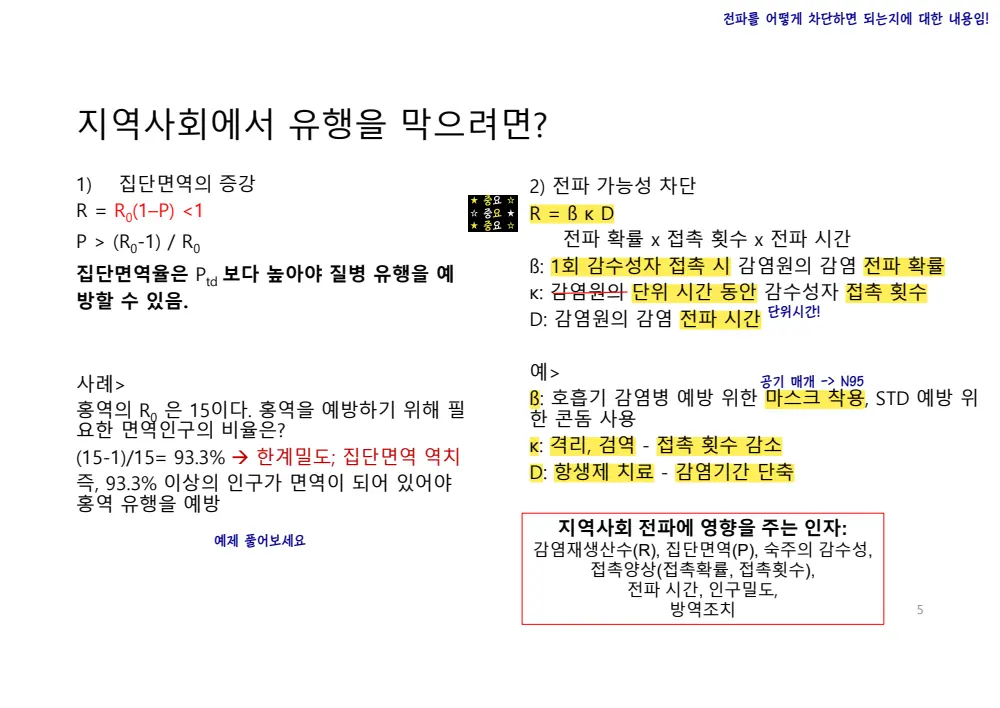 전파를 어떻게 차단하면 되는지에 대한 내용임!
지역사회에서 유행을 막으려면?
1) 집단면역의 증강
R = R0(1–P) <1
P > (R0-1) / R0
집단면역율은 Ptd 보다 높아야 질병 유행을 예
방할 수 있음.
사례>
홍역의 R0 은 15이다. 홍역을 예방하기 위해 필
요한 면역인구의 비율은?
(15-1)/15= 93.3% → 한계밀도; 집단면역 역치
즉, 93.3% 이상의 인구가 면역이 되어 있어야
홍역 유행을 예방
예제 풀어보세요
★ 중요 ☆
☆ 중요 ★
★ 중요 ☆
2) 전파 가능성 차단
R = ß κ D
전파 확률 x 접촉 횟수 x 전파 시간
ß: 1회 감수성자 접촉 시 감염원의 감염 전파 확률
κ: 감염원의 단위 시간 동안 감수성자 접촉 횟수
D: 감염원의 감염 전파 시간 단위시간!
예>
공기 매개 -> N95
ß: 호흡기 감염병 예방 위한 마스크 착용, STD 예방 위
한 콘돔 사용
κ: 격리, 검역 - 접촉 횟수 감소
D: 항생제 치료 - 감염기간 단축
지역사회 전파에 영향을 주는 인자:
감염재생산수(R), 집단면역(P), 숙주의 감수성,
접촉양상(접촉확률, 접촉횟수),
전파 시간, 인구밀도,
방역조치
5